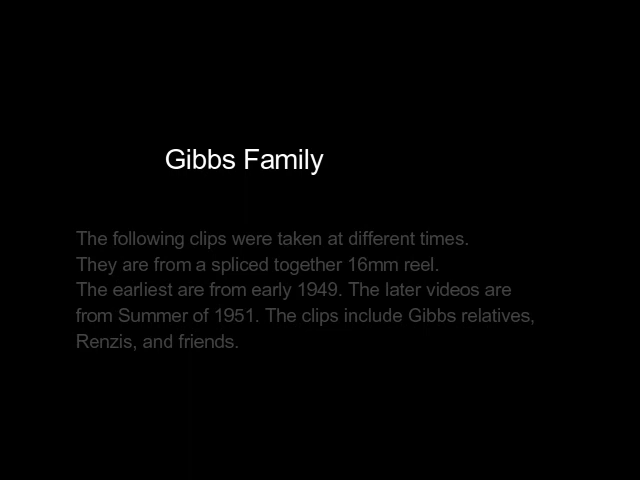 Gibbs Family
The following clips were taken at different times.
They are from a spliced together 16mm reel.
The earliest are from early 1949. The later videos are
from Summer of 1951. The clips include Gibbs relatives,
Renzis, and friends.